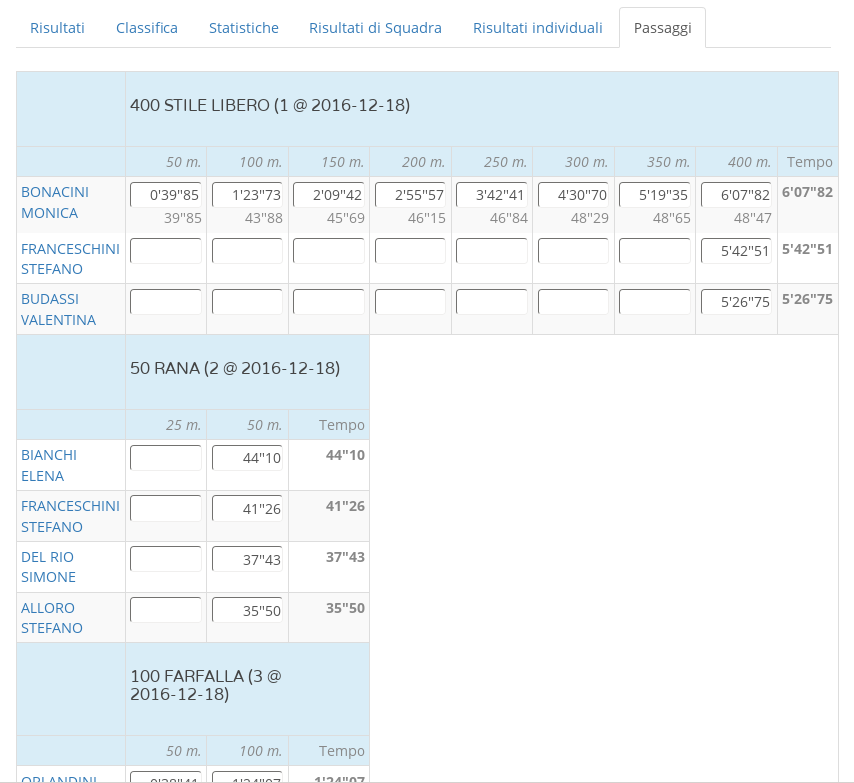 Risultati Classifica Statistiche Risultati di Squadra Risultati individuali Passaggi
400 STILE LIBERO (1 @ 2016-12-18)
50 m. 100 m. 150 m. 200 m. 250 m. 300 m. 350 m. 400 m. Tempo
BONACINI MONICA 0'39"85 1'23"73 2'09"42 2'55"57 3'42"41 4'30"70 5'19"35 6'07"82 6'07"82
39"85 43"88 45"69 46"15 46"84 48"29 48"65 48"47
FRANCESCHINI STEFANO 5'42"51 5'42"51
BUDASSI VALENTINA 5'26"75 5'26"75
50 RANA (2 @ 2016-12-18)
25 m. 50 m. Tempo
BIANCHI ELENA 44"10 44"10
FRANCESCHINI STEFANO 41"26 41"26
DEL RIO SIMONE 37"43 37"43
ALLORO STEFANO 35"50 35"50
100 FARFALLA (3 @
2016-12-18)
50 m. 100 m. Tempo
ORLANDINI 1'24"07